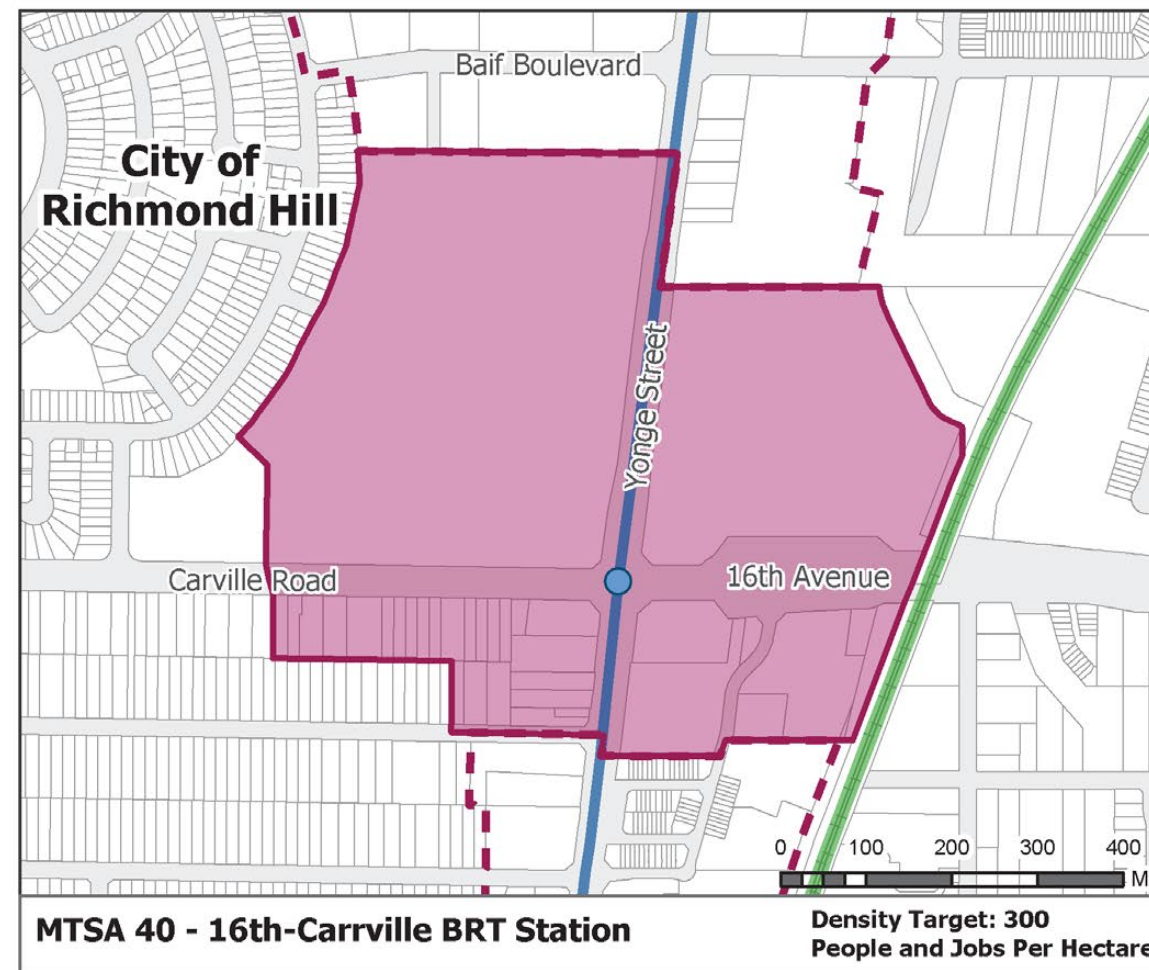 Baif Boulevard
City of
Richmond Hill
Yonge Street
Carville Road
16th Avenue
0 100 200 300 400
M
MTSA 40 - 16th-Carrville BRT Station
Density Target: 300
People and Jobs Per Hectare